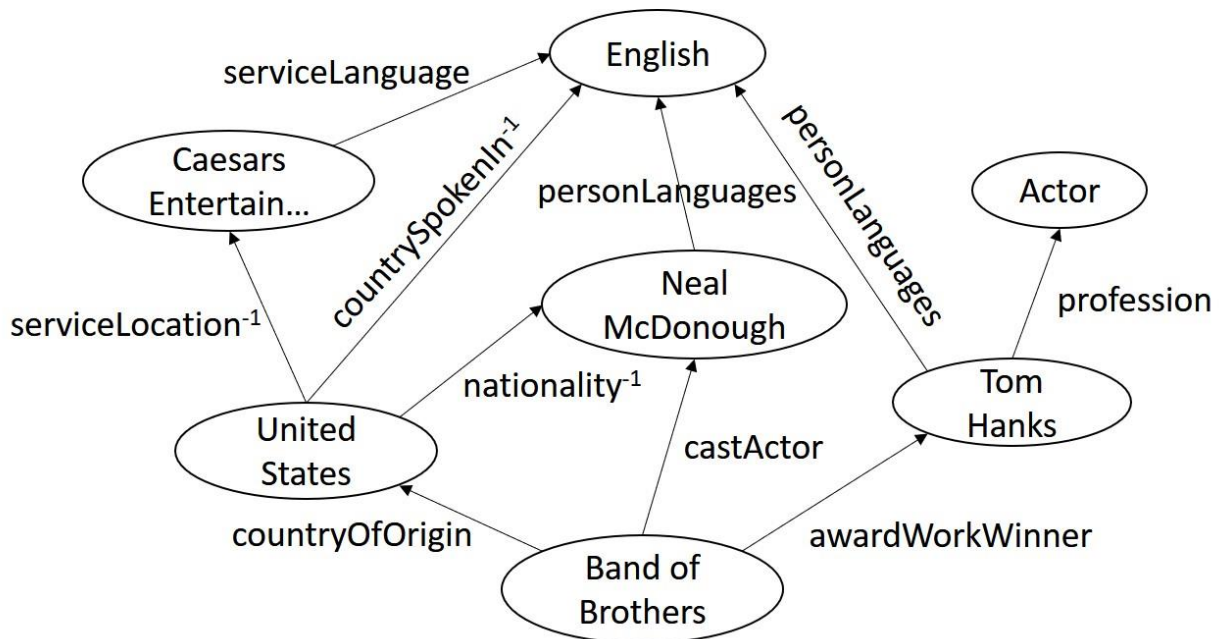 English
serviceLanguage
Caesars
Entertain...
countrySpokenIn⁻¹
personLanguages
personLanguages
Actor
serviceLocation⁻¹
Neal
McDonough
profession
nationality⁻¹
Tom
Hanks
United
States
castActor
countryOfOrigin
awardWorkWinner
Band of
Brothers